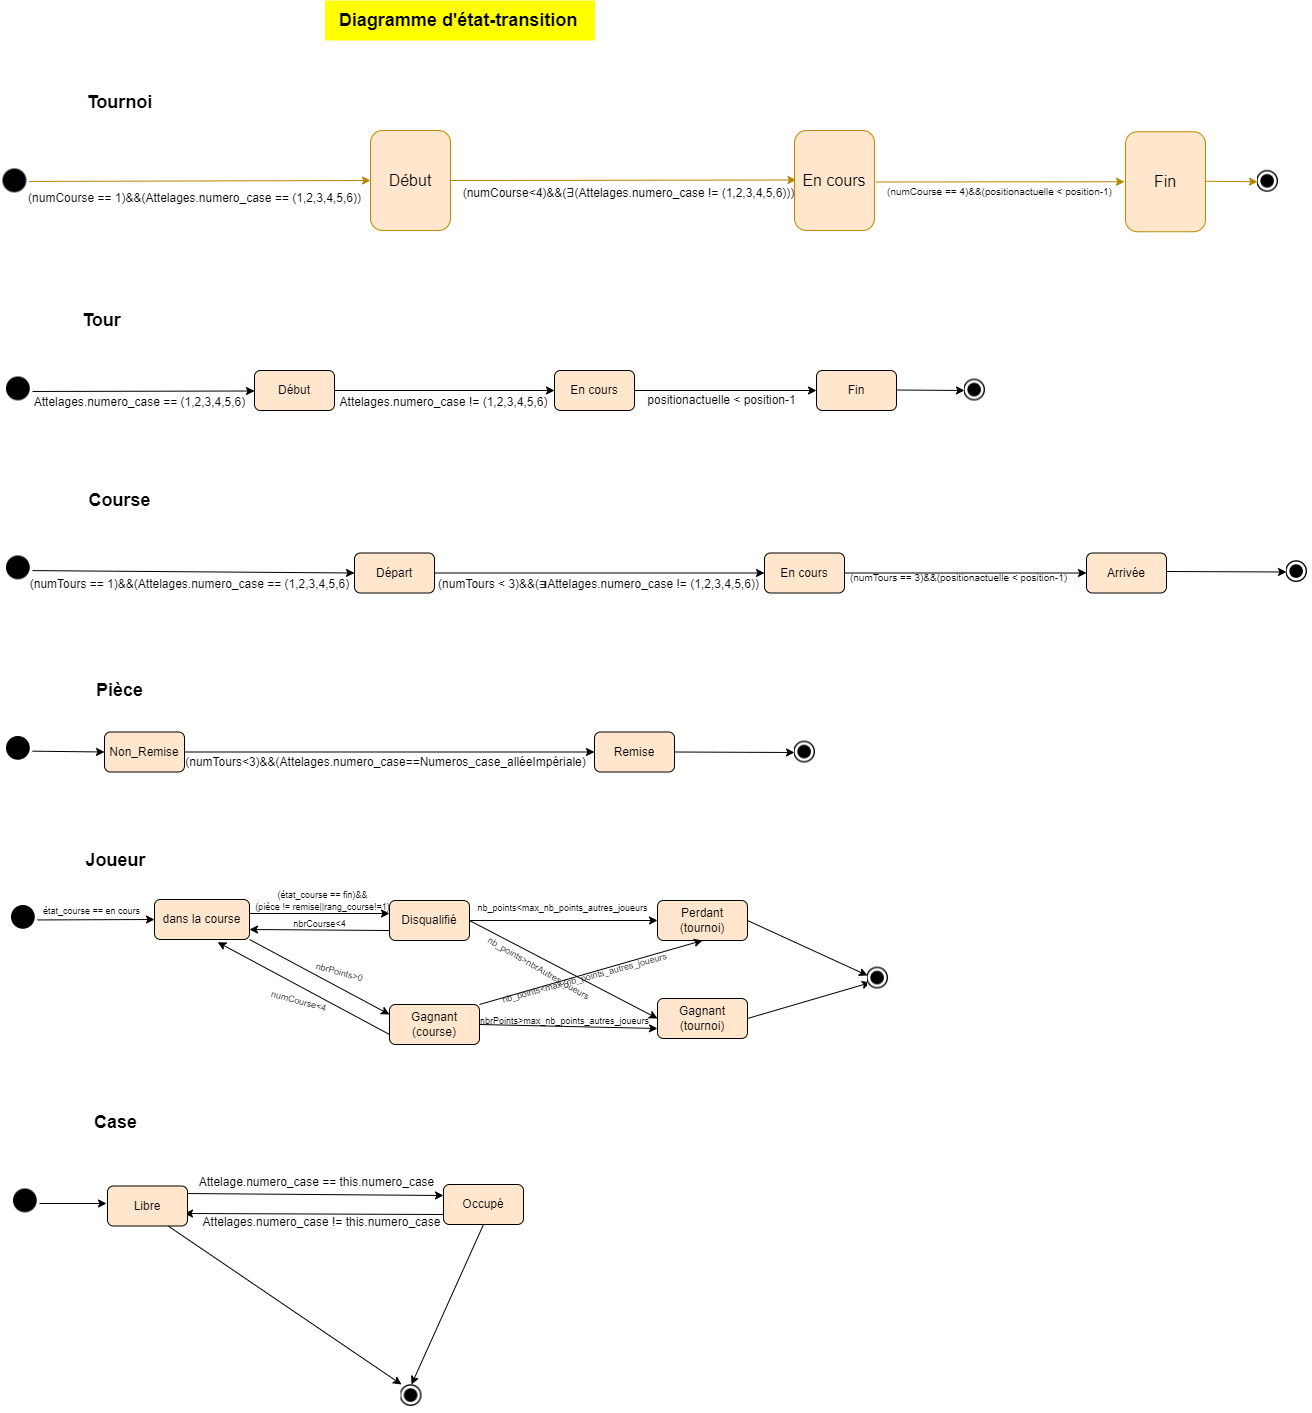 Diagramme d'état-transition
Tournoi
Début
En cours
Fin
(numCourse == 1)&&(Attelages.numero_case == (1,2,3,4,5,6))
(numCourse<4)&&(∃(Attelages.numero_case != (1,2,3,4,5,6)))
(numCourse == 4)&&(positionactuelle < position-1)
Tour
Début
En cours
Fin
Attelages.numero_case == (1,2,3,4,5,6)
Attelages.numero_case != (1,2,3,4,5,6)
positionactuelle < position-1
Course
Départ
En cours
Arrivée
(numTours == 1)&&(Attelages.numero_case == (1,2,3,4,5,6)
(numTours < 3)&&(∃Attelages.numero_case != (1,2,3,4,5,6))
(numTours == 3)&&(positionactuelle < position-1)
Pièce
Non_Remise
Remise
(numTours<3)&&(Attelages.numero_case==Numeros_case_alléeImpériale)
Joueur
état_course == en cours
dans la course
(état_course == fin)&&
(pièce != remise||rang_course!=1)
nbrCourse<4
Disqualifié
nb_points<max_nb_points_autres_joueurs
Perdant
(tournoi)
nbrPoints>0
numCourse<4
nb_points>nbrAutresjoueurs
nb_points<max_nb_points_autres_joueurs
Gagnant
(course)
nbrPoints>max_nb_points_autres_joueurs
Gagnant
(tournoi)
Case
Attelage.numero_case == this.numero_case
Libre
Occupé
Attelages.numero_case != this.numero_case